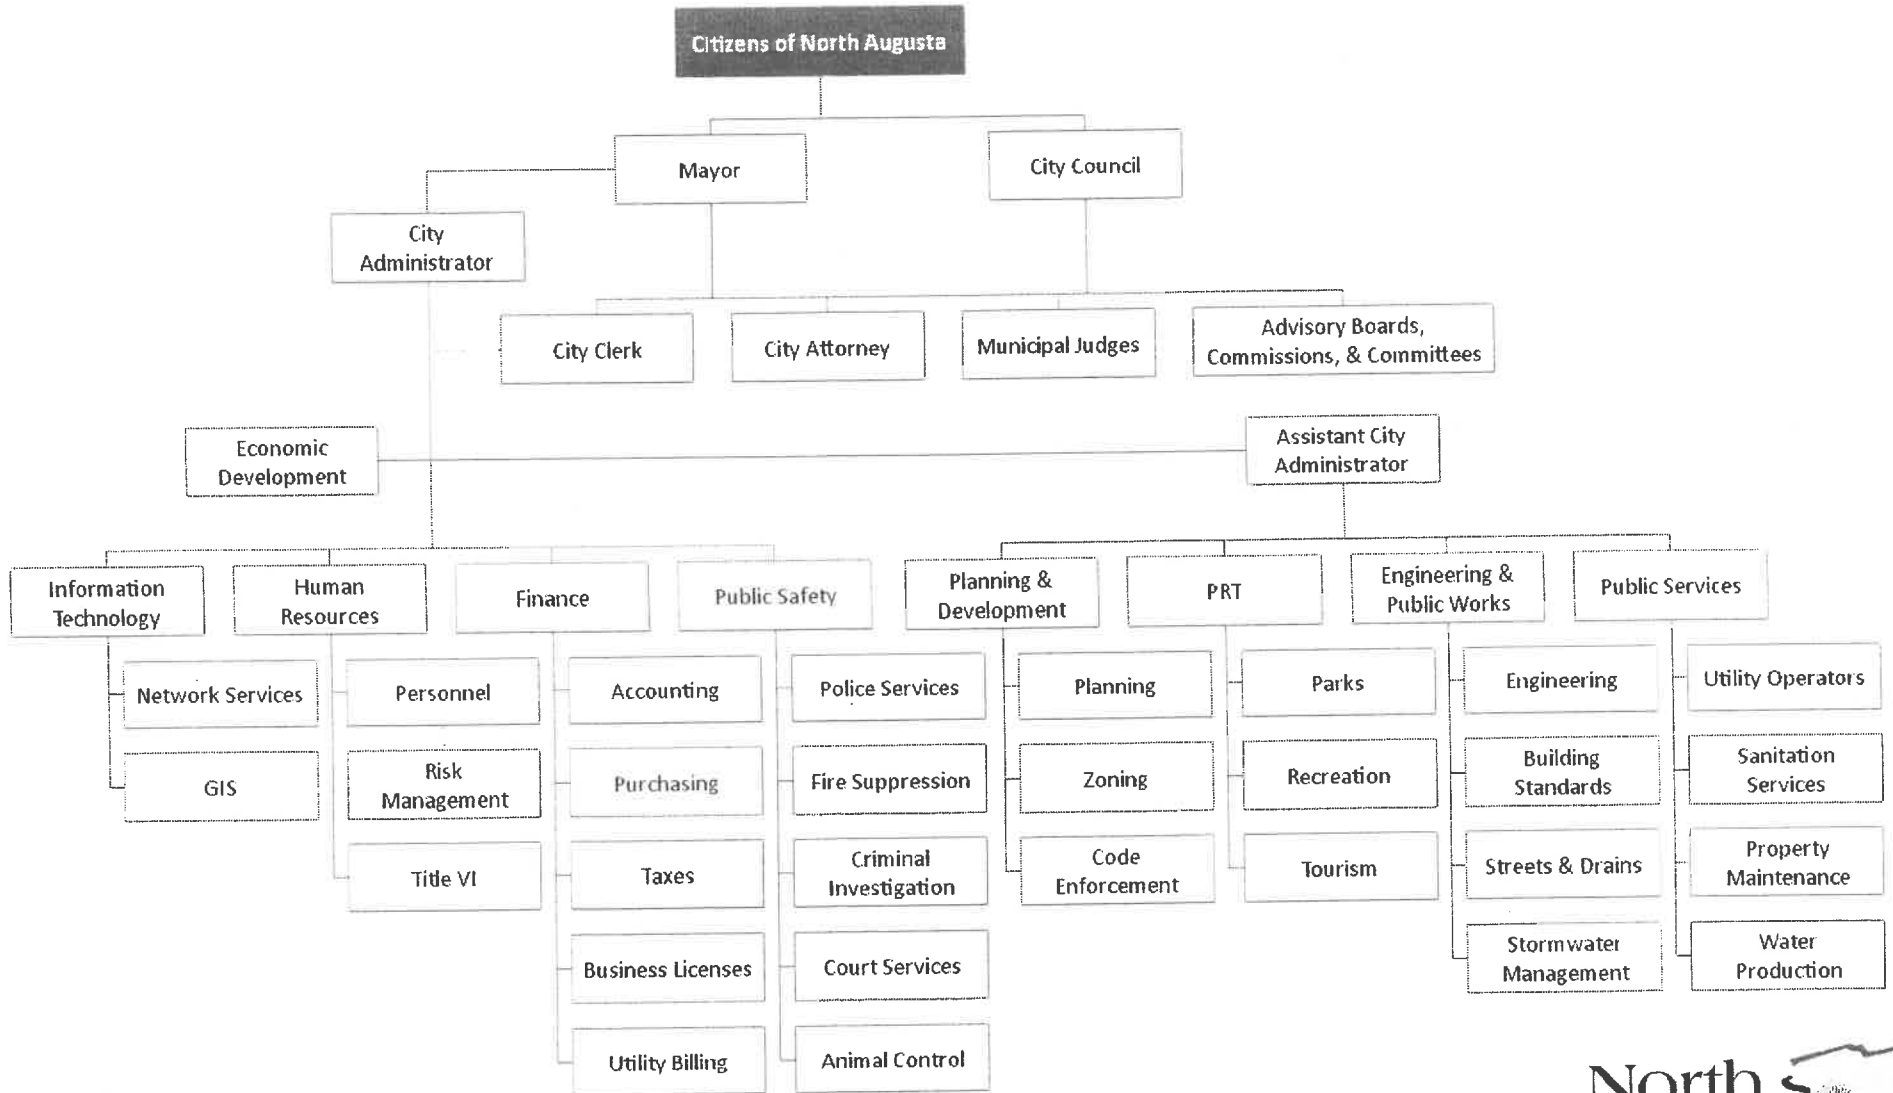 Citizens of North Augusta
Mayor
City Council
City
Administrator
City Clerk
City Attorney
Municipal Judges
Advisory Boards,
Commissions, & Committees
Economic
Development
Assistant City
Administrator
Information
Technology
Human
Resources
Finance
Public Safety
Planning &
Development
PRT
Engineering &
Public Works
Public Services
Network Services
Personnel
Accounting
Police Services
Planning
Parks
Engineering
Utility Operators
GIS
Risk
Management
Purchasing
Fire Suppression
Zoning
Recreation
Building
Standards
Sanitation
Services
Title VI
Taxes
Criminal
Investigation
Code
Enforcement
Tourism
Streets & Drains
Property
Maintenance
Business Licenses
Court Services
Stormwater
Management
Water
Production
Utility Billing
Animal Control
North